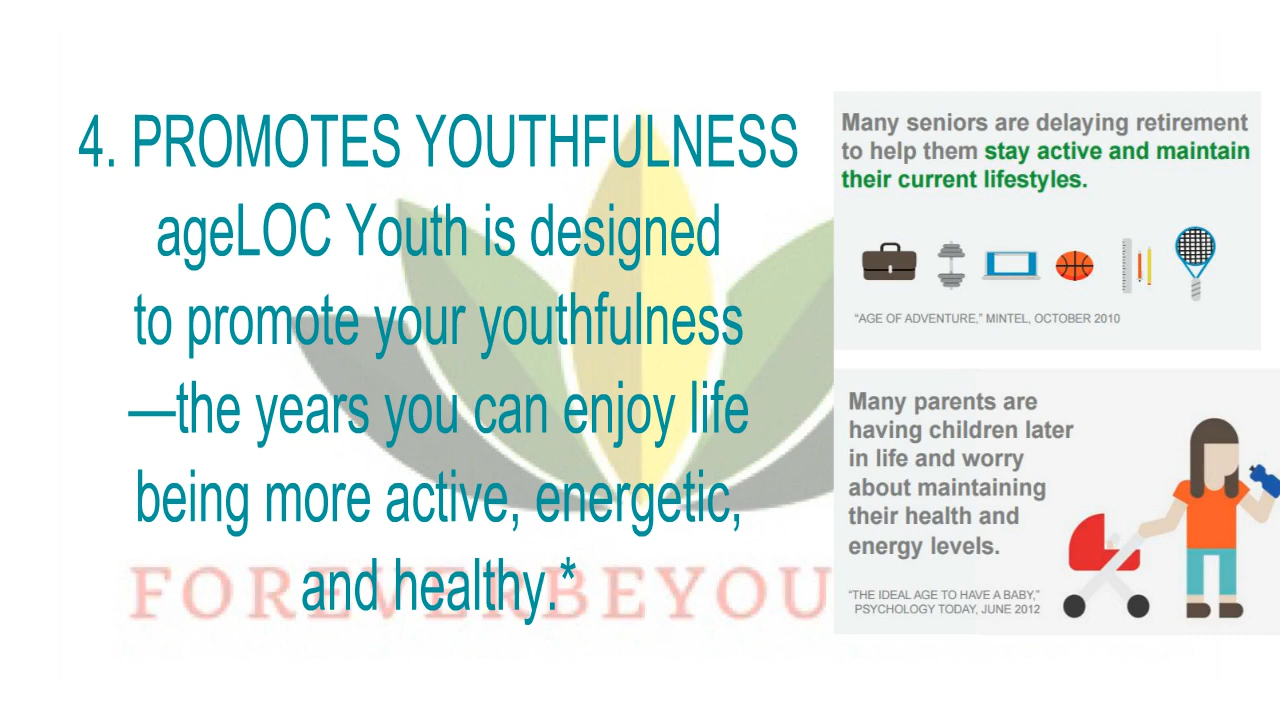 4. PROMOTES YOUTHFULNESS
ageLOC Youth is designed
to promote your youthfulness
—the years you can enjoy life
being more active, energetic,
and healthy.*
FOREVERBEYOU
Many seniors are delaying retirement
to help them stay active and maintain
their current lifestyles.
“AGE OF ADVENTURE,” MINTEL, OCTOBER 2010
Many parents are
having children later
in life and worry
about maintaining
their health and
energy levels.
“THE IDEAL AGE TO HAVE A BABY,”
PSYCHOLOGY TODAY, JUNE 2012